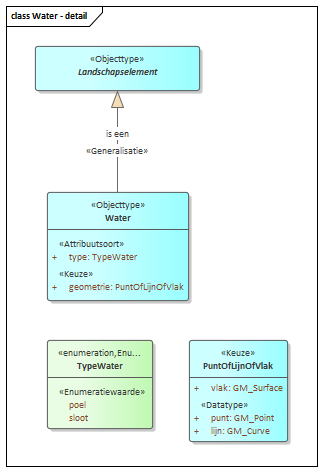 class Water - detail
«Objecttype»
Landschapselement
is een
«Generalisatie»
«Objecttype»
Water
«Attribuutsoort»
+ type: TypeWater
«Keuze»
+ geometrie: PuntOfLijnOfVlak
«enumeration,Enu...
TypeWater
«Enumeratiewaarde»
poel
sloot
«Keuze»
PuntOfLijnOfVlak
+ vlak: GM_Surface
«Datatype»
+ punt: GM_Point
+ lijn: GM_Curve